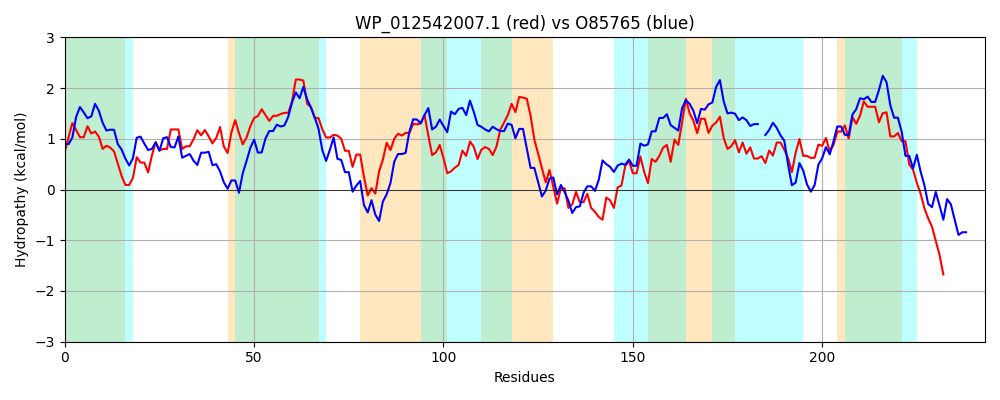 WP_012542007.1 (red) vs O85765 (blue)
3
2
1
0
−1
−2
−3
Hydropathy (kcal/mol)
0 50 100 150 200
Residues